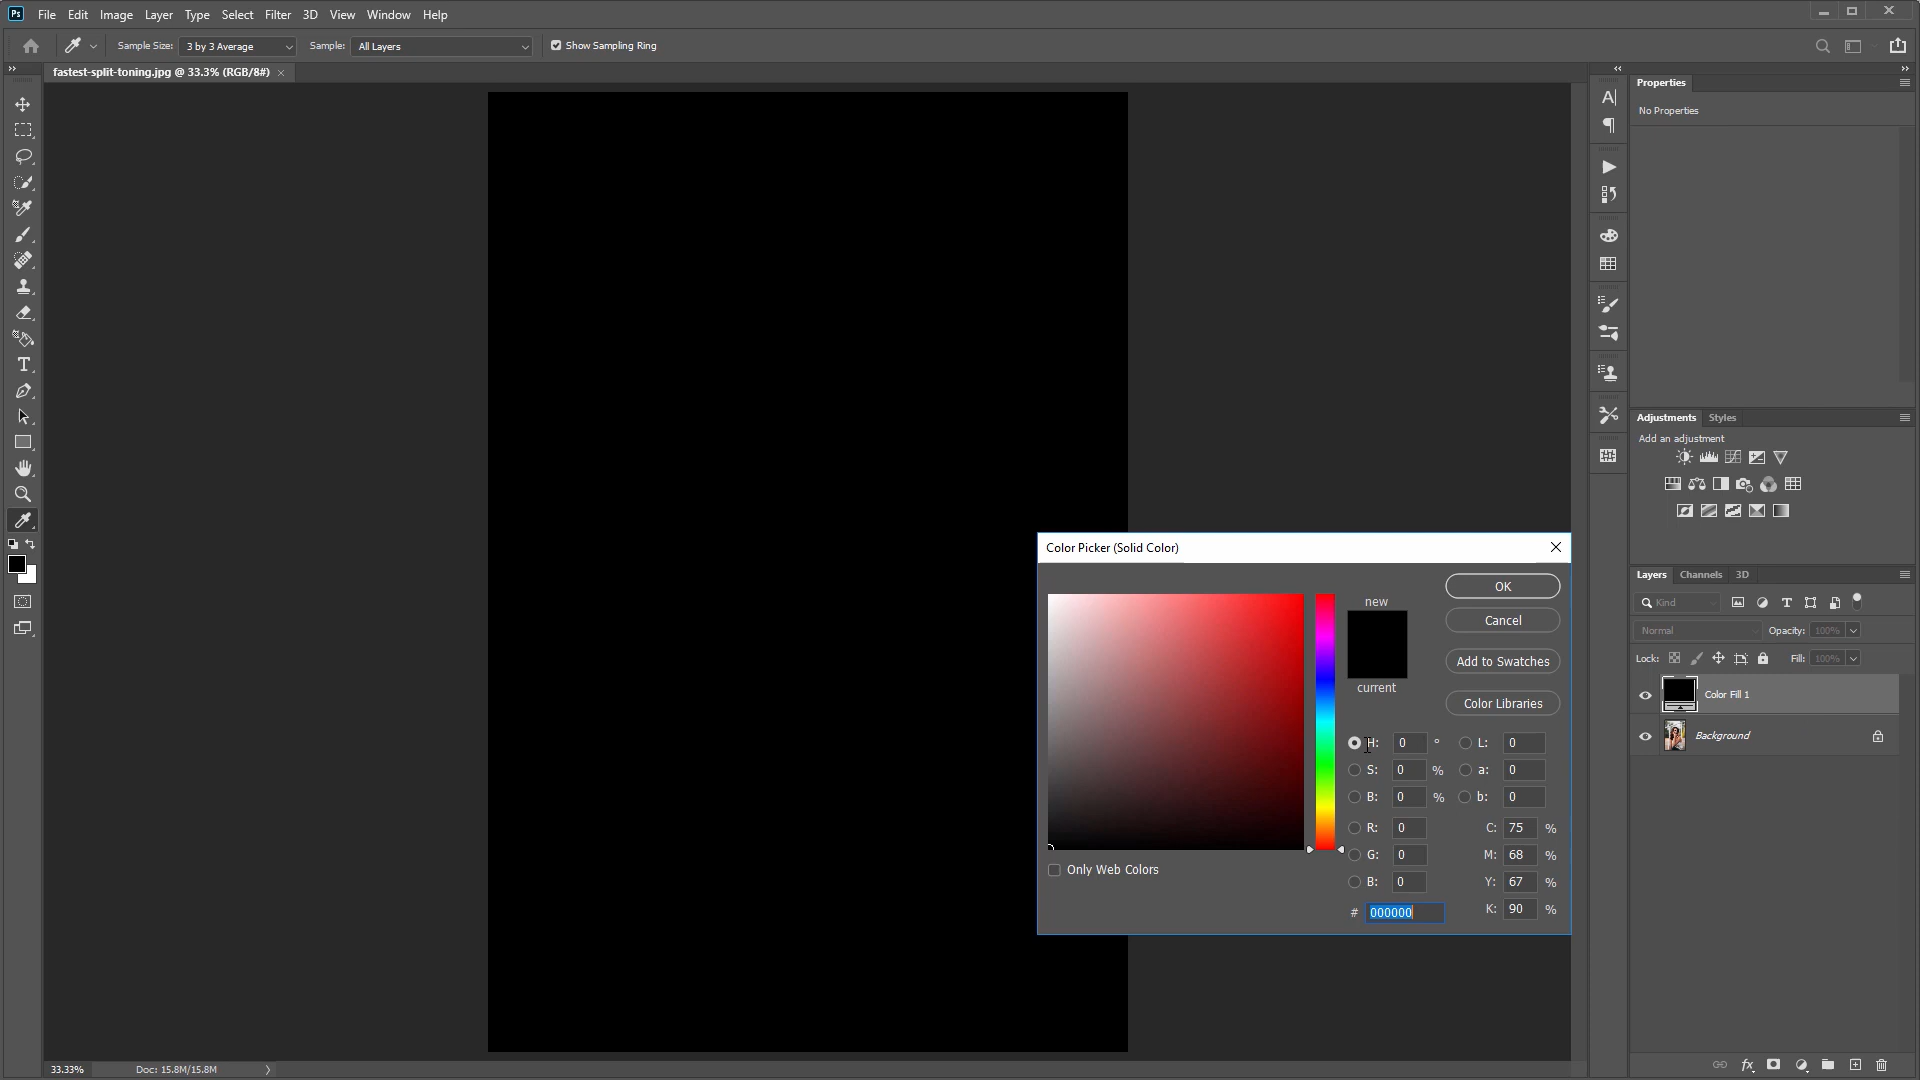 Ps File Edit Image Layer Type Select Filter 3D View Window Help
Sample Size: 3 by 3 Average Sample: All Layers Show Sampling Ring
fastest-split-toning.jpg @ 33.3% (RGB/8#) ×
Properties
No Properties
Adjustments Styles
Add an adjustment
Color Picker (Solid Color)
new
OK
Cancel
Add to Swatches
current
Color Libraries
H: 0 ° L: 0
S: 0 % a: 0
B: 0 % b: 0
R: 0 C: 75 %
G: 0 M: 68 %
B: 0 Y: 67 %
Only Web Colors
# 000000 K: 90 %
Layers Channels 3D
Kind
Normal Opacity: 100%
Lock: Fill: 100%
Color Fill 1
Background
33.33% Doc: 15.8M/15.8M